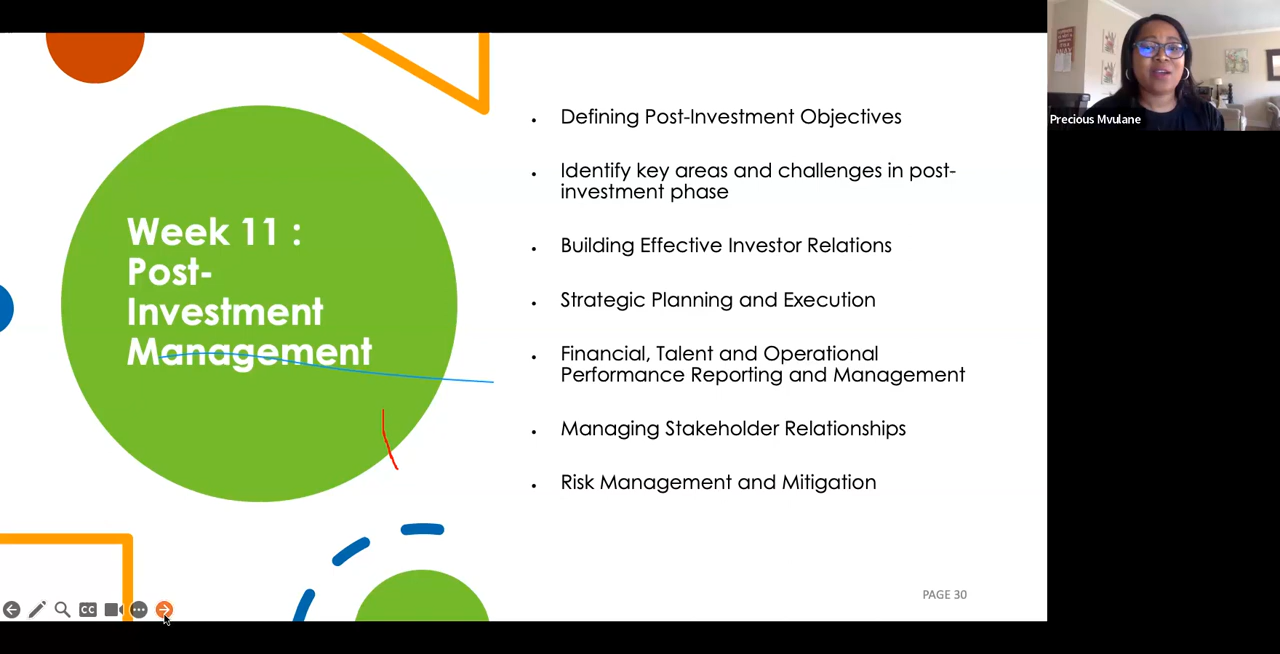 Week 11 :
Post-
Investment
Management
• Defining Post-Investment Objectives
• Identify key areas and challenges in post-
investment phase
• Building Effective Investor Relations
• Strategic Planning and Execution
• Financial, Talent and Operational
Performance Reporting and Management
• Managing Stakeholder Relationships
• Risk Management and Mitigation
PAGE 30
CC
Precious Mvulane